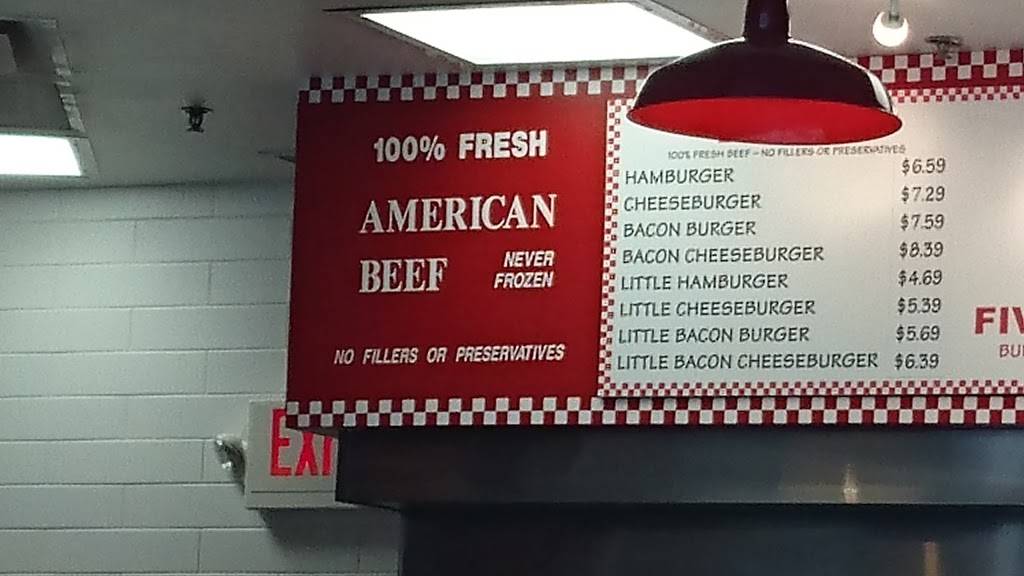 100% FRESH
AMERICAN
BEEF
NEVER
FROZEN
NO FILLERS OR PRESERVATIVES
100% FRESH BEEF – NO FILLERS OR PRESERVATIVES
HAMBURGER $6.59
CHEESEBURGER $7.29
BACON BURGER $7.59
BACON CHEESEBURGER $8.39
LITTLE HAMBURGER $4.69
LITTLE CHEESEBURGER $5.39
LITTLE BACON BURGER $5.69
LITTLE BACON CHEESEBURGER $6.39
FIV
BU
EXI